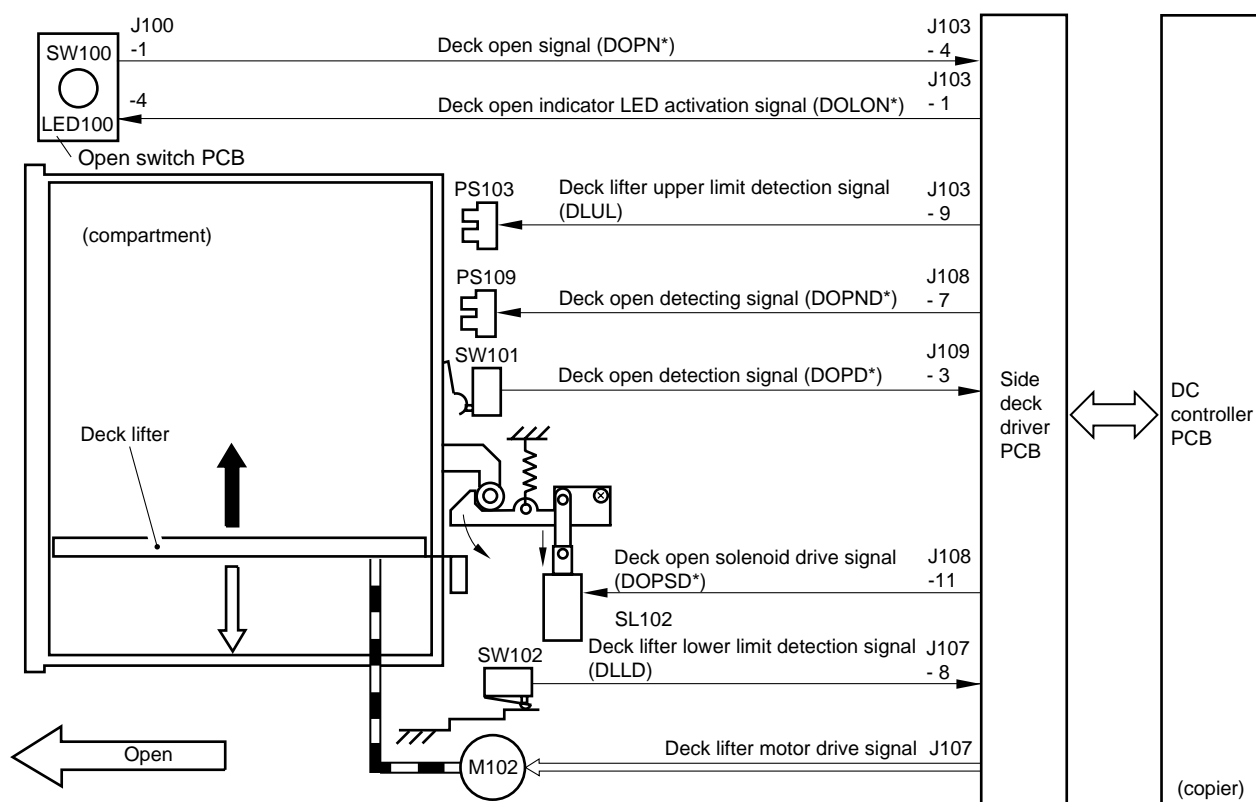 J100
J103
SW100
-1
Deck open signal (DOPN*)
- 4
J103
-4
Deck open indicator LED activation signal (DOLON*)
- 1
LED100
Open switch PCB
PS103
Deck lifter upper limit detection signal
(DLUL)
J103
- 9
(compartment)
PS109
Deck open detecting signal (DOPND*)
J108
- 7
SW101
Deck open detection signal (DOPD*)
J109
- 3
Side
deck
driver
PCB
DC
controller
PCB
Deck lifter
Deck open solenoid drive signal
(DOPSD*)
J108
-11
SL102
SW102
Deck lifter lower limit detection signal
(DLLD)
J107
- 8
Open
M102
Deck lifter motor drive signal
J107
(copier)